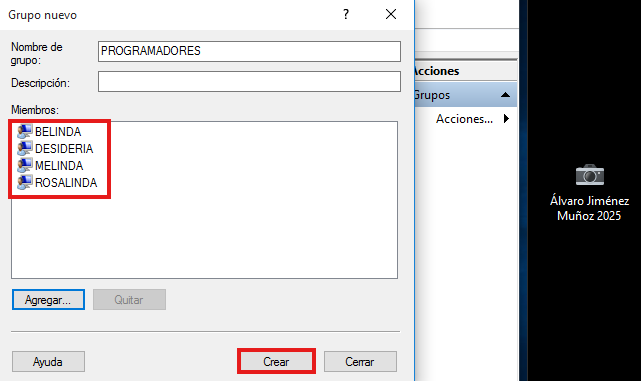 Grupo nuevo
?
Nombre de
grupo:
PROGRAMADORES
Descripción:
Miembros:
BELINDA
DESIDERIA
MELINDA
ROSALINDA
Agregar...
Quitar
Ayuda
Crear
Cerrar
Acciones
Grupos
Acciones...
Álvaro Jiménez
Muñoz 2025